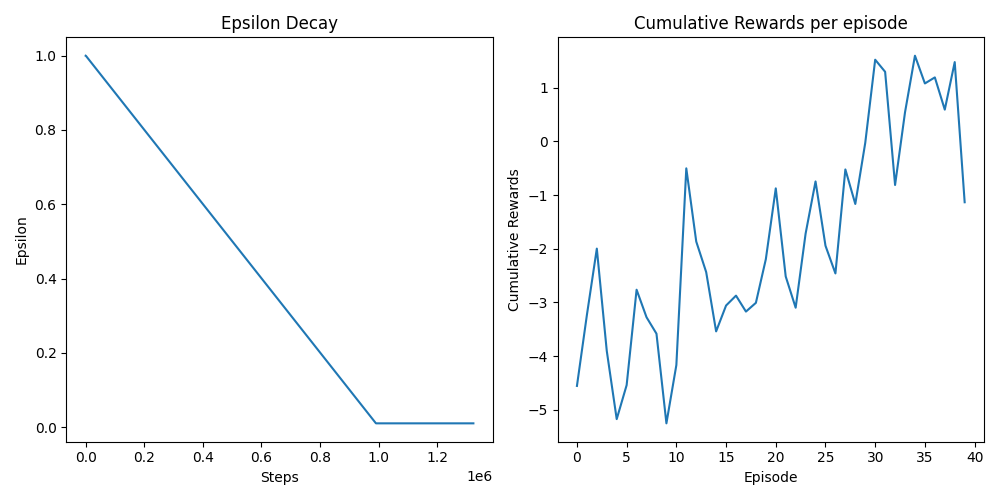 Epsilon Decay
Epsilon
1.0
0.8
0.6
0.4
0.2
0.0
0.0 0.2 0.4 0.6 0.8 1.0 1.2
1e6
Steps
Cumulative Rewards per episode
Cumulative Rewards
1
0
−1
−2
−3
−4
−5
0 5 10 15 20 25 30 35 40
Episode